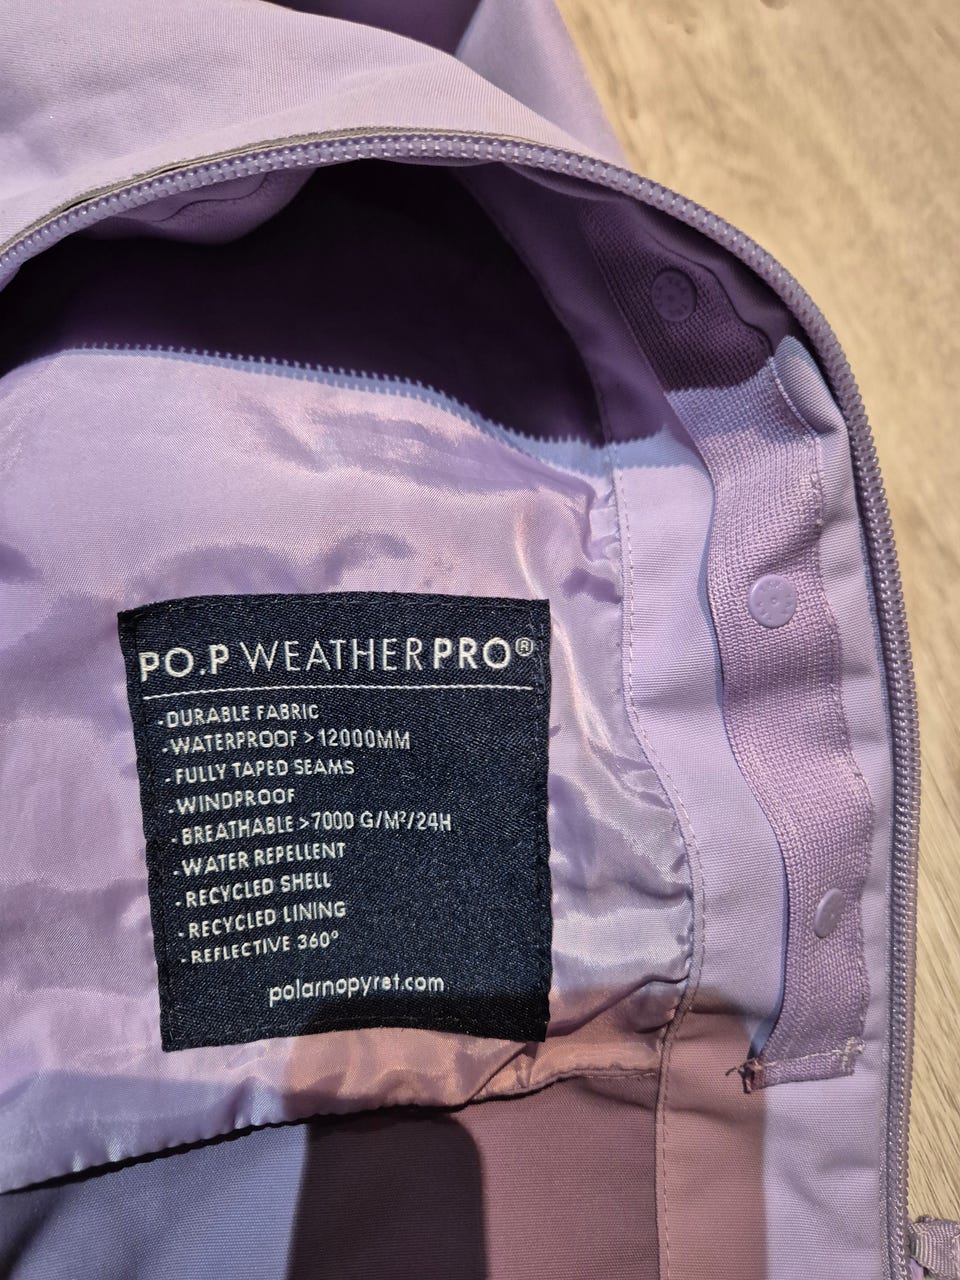 PO.P WEATHERPRO®
-DURABLE FABRIC
-WATERPROOF >12000MM
-FULLY TAPED SEAMS
-WINDPROOF
-BREATHABLE >7000 G/M²/24H
-WATER REPELLENT
-RECYCLED SHELL
-RECYCLED LINING
-REFLECTIVE 360°
polarnopyret.com